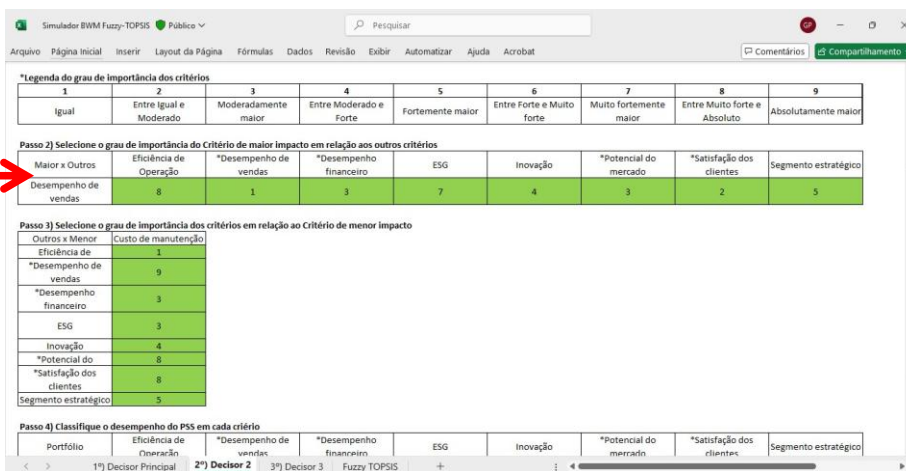 Simulador BWM Fuzzy-TOPSIS Público
Pesquisar
GP
Arquivo Página Inicial Inserir Layout da Página Fórmulas Dados Revisão Exibir Automatizar Ajuda Acrobat Comentários Compartilhamento
*Legenda do grau de importância dos critérios
1 2 3 4 5 6 7 8 9
Igual Entre Igual e Moderado Moderadamente maior Entre Moderado e Forte Fortemente maior Entre Forte e Muito forte Muito fortemente maior Entre Muito forte e Absoluto Absolutamente maior
Passo 2) Selecione o grau de importância do Critério de maior impacto em relação aos outros critérios
Maior x Outros Eficiência de Operação *Desempenho de vendas *Desempenho financeiro ESG Inovação *Potencial do mercado *Satisfação dos clientes Segmento estratégico
Desempenho de vendas 8 1 3 7 4 3 2 5
Passo 3) Selecione o grau de importância dos critérios em relação ao Critério de menor impacto
Outros x Menor Custo de manutenção
Eficiência de 1
*Desempenho de vendas 9
*Desempenho financeiro 3
ESG 3
Inovação 4
*Potencial do 8
*Satisfação dos clientes 8
Segmento estratégico 5
Passo 4) Classifique o desempenho do PSS em cada criério
Portfólio Eficiência de Operação *Desempenho de vendas *Desempenho financeiro ESG Inovação *Potencial do mercado *Satisfação dos clientes Segmento estratégico
1º) Decisor Principal 2º) Decisor 2 3º) Decisor 3 Fuzzy TOPSIS